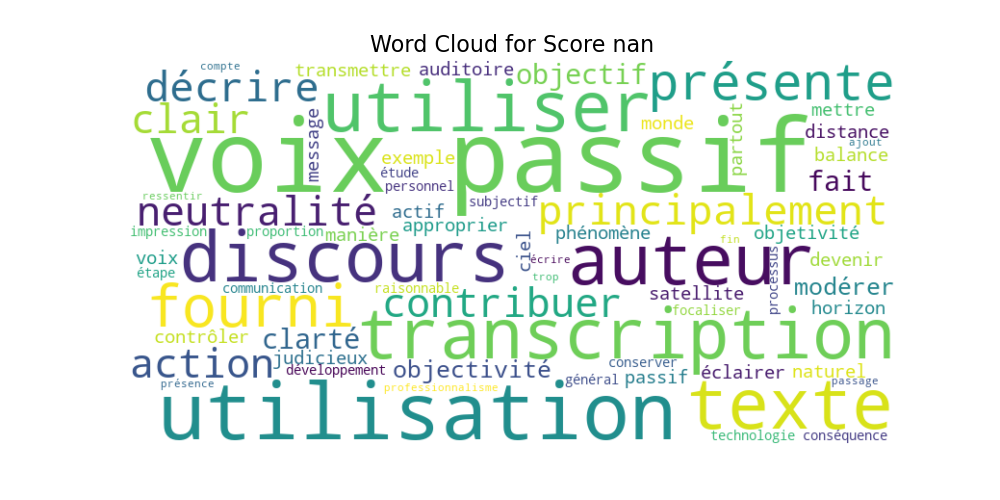 Word Cloud for Score nan
compte
décrire
transmettre
auditoire
objectif
présente
clair
message
utiliser
monde
partout
mettre
distance
ajout
balance
voix passif
exemple
étude
personnel
fait
ressentir
neutralité
actif
subjectif
principalement
impression
proportion
manière
approprier
phénomène
objetivité
voix
étape
discours
ciel
écrire
trop
auteur
fin
processus
devenir
fourni
communication
raisonnable
contribuer
satellite
focaliser
modérer
horizon
contrôler
clarté
transcription
action
judicieux
développement
objectivité
conserver
général
passif
éclairer
naturel
passage
présence
professionnalisme
utilisation
texte
technologie
conséquence